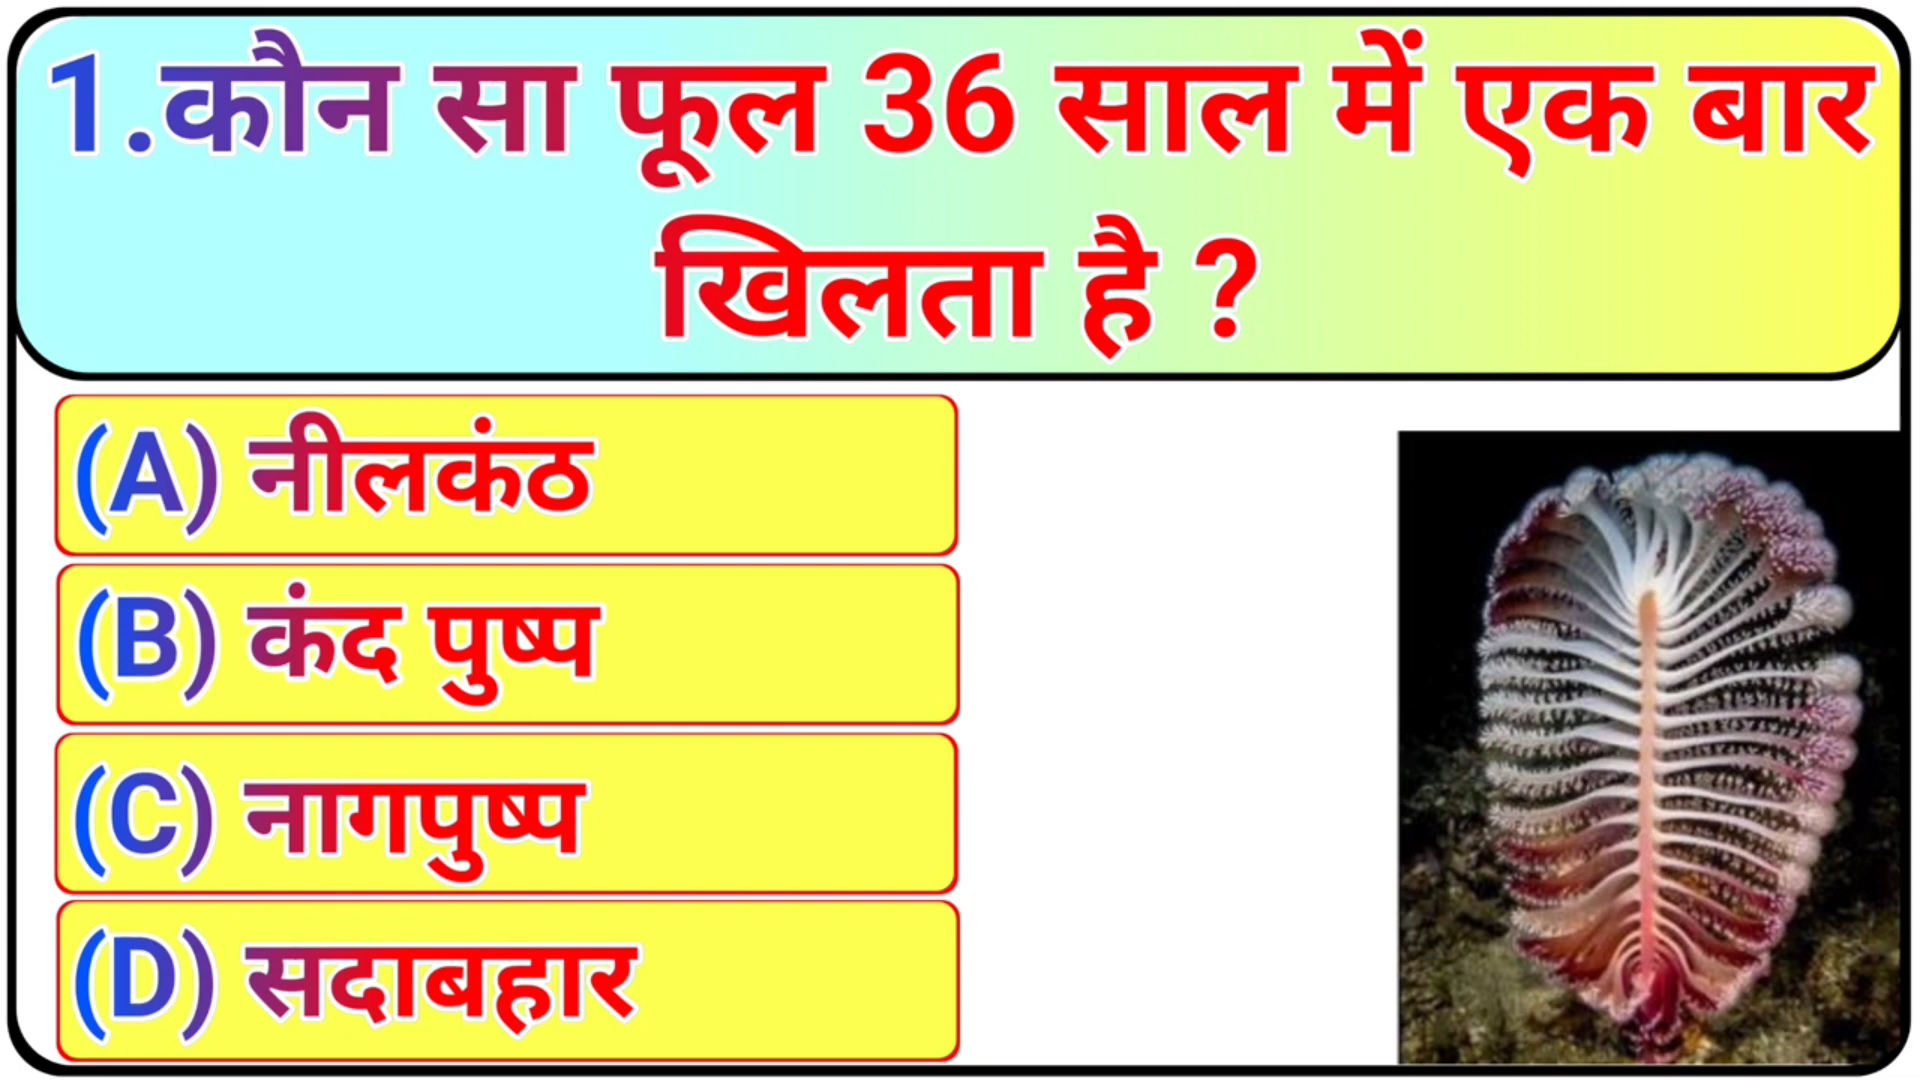 1.कौन सा फूल 36 साल में एक बार
खिलता है ?
(A) नीलकंठ
(B) कंद पुष्प
(C) नागपुष्प
(D) सदाबहार